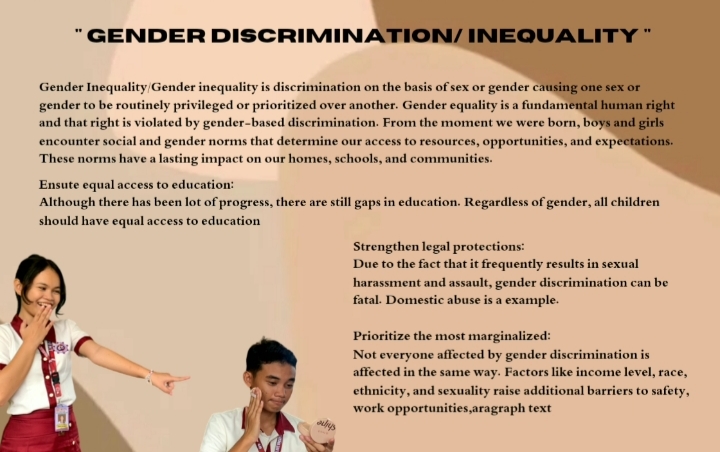 " GENDER DISCRIMINATION/ INEQUALITY "
Gender Inequality/Gender inequality is discrimination on the basis of sex or gender causing one sex or
gender to be routinely privileged or prioritized over another. Gender equality is a fundamental human right
and that right is violated by gender-based discrimination. From the moment we were born, boys and girls
encounter social and gender norms that determine our access to resources, opportunities, and expectations.
These norms have a lasting impact on our homes, schools, and communities.
Ensute equal access to education:
Although there has been lot of progress, there are still gaps in education. Regardless of gender, all children
should have equal access to education
Strengthen legal protections:
Due to the fact that it frequently results in sexual
harassment and assault, gender discrimination can be
fatal. Domestic abuse is a example.
Prioritize the most marginalized:
Not everyone affected by gender discrimination is
affected in the same way. Factors like income level, race,
ethnicity, and sexuality raise additional barriers to safety,
work opportunities,aragraph text